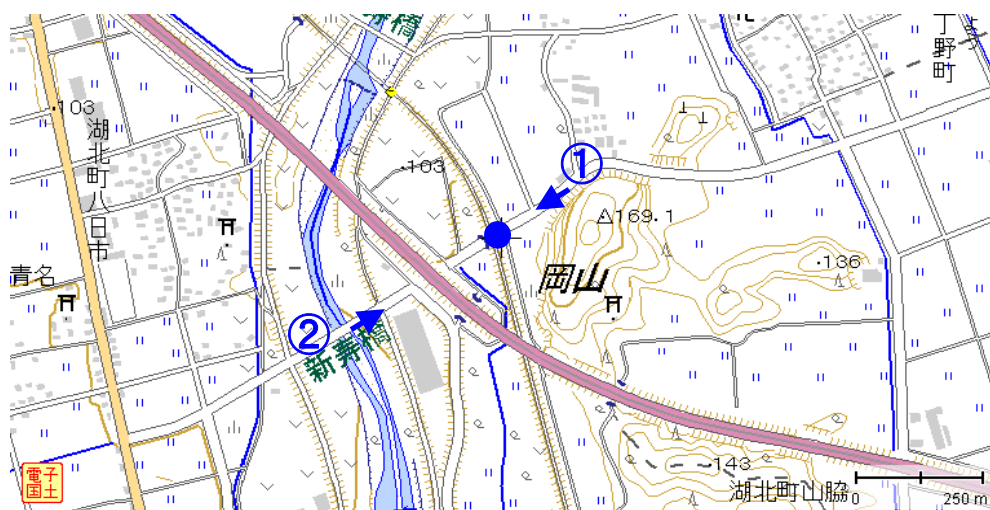 丁野町
103
湖北町八日市
103
①
169.1
岡山
136
青名
②
新寿橋
143
湖北町山脇
電子
国土
0
250 m